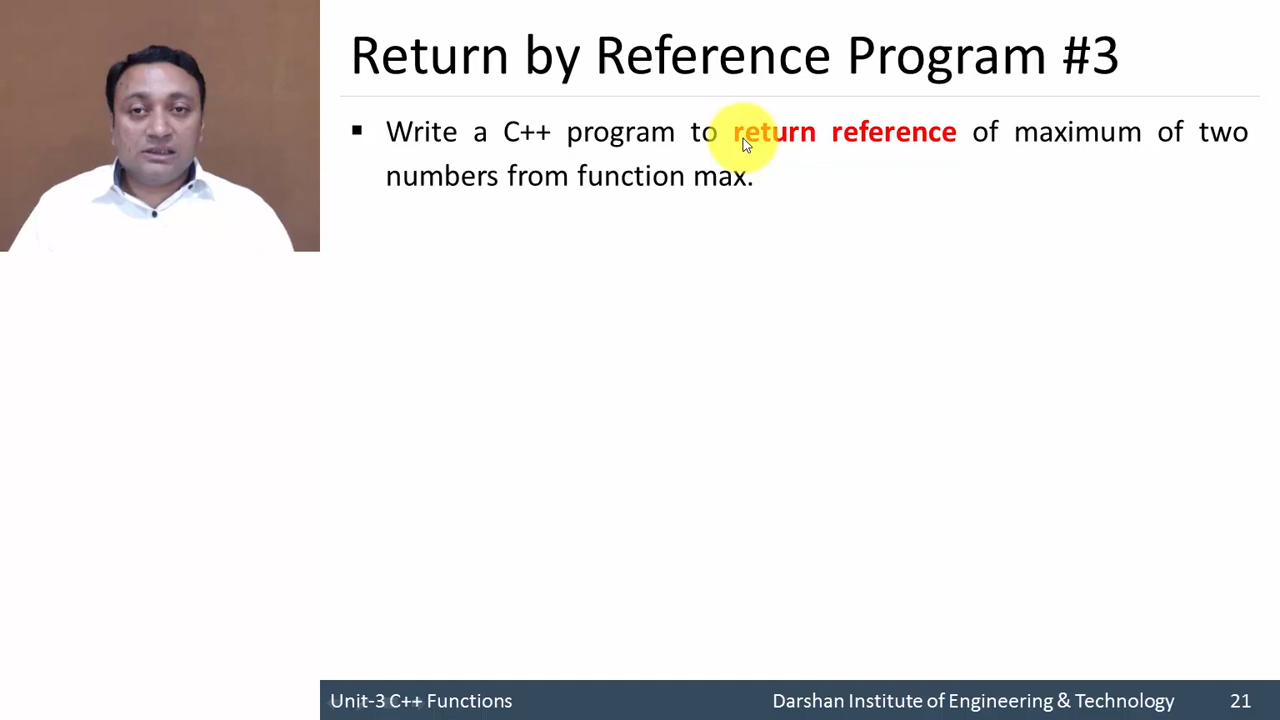 Return by Reference Program #3
▪ Write a C++ program to return reference of maximum of two
numbers from function max.
Unit-3 C++ Functions
Darshan Institute of Engineering & Technology
21